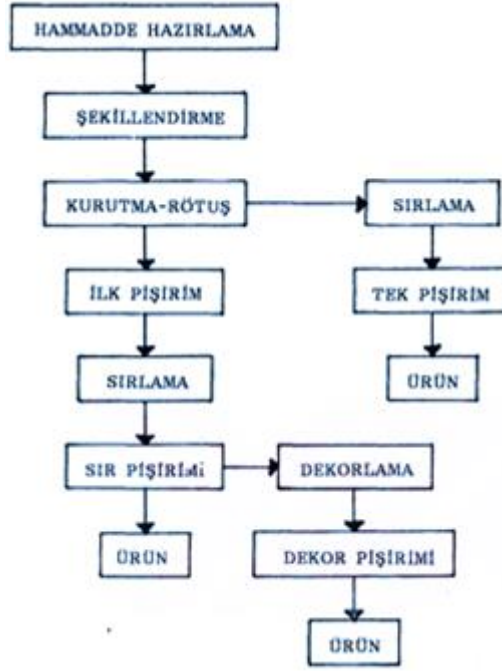 HAMMADDE HAZIRLAMA
ŞEKİLLENDİRME
KURUTMA-RÖTUŞ
SIRLAMA
İLK PİŞİRİM
TEK PİŞİRİM
SIRLAMA
ÜRÜN
SIR PİŞİRİMİ
DEKORLAMA
ÜRÜN
DEKOR PİŞİRİMİ
ÜRÜN